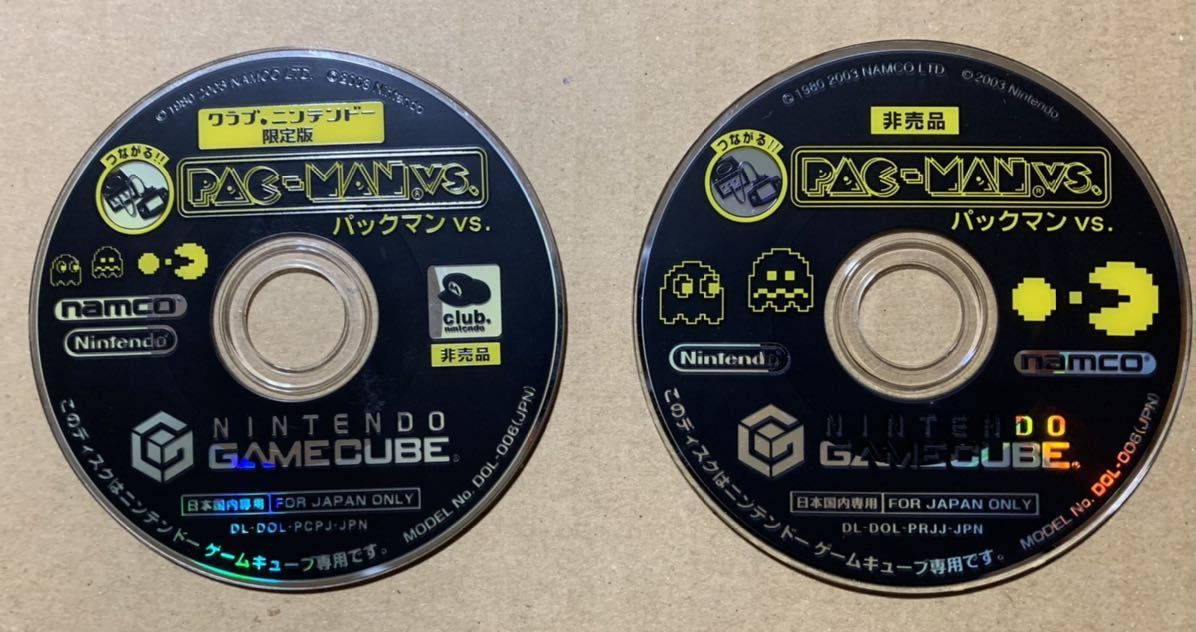 ©1980 2003 NAMCO LTD. ©2003 Nintendo
クラブ。ニンテンドー
限定版
つながる!!
PAC-MAN® VS.
パックマン vs.
namco®
Nintendo®
club
nintendo®
非売品
NINTENDO
GAMECUBE®
日本国内専用 FOR JAPAN ONLY
DL-DOL-PCPJ-JPN
このディスクはニンテンドー ゲームキューブ専用です。
MODEL No. DOL-006(JPN)
©1980 2003 NAMCO LTD. ©2003 Nintendo
非売品
つながる!!
PAC-MAN® VS.
パックマン vs.
Nintendo®
namco®
NINTENDO
GAMECUBE®
日本国内専用 FOR JAPAN ONLY
DL-DOL-PRJJ-JPN
このディスクはニンテンドー ゲームキューブ専用です。
MODEL No. DOL-006(JPN)